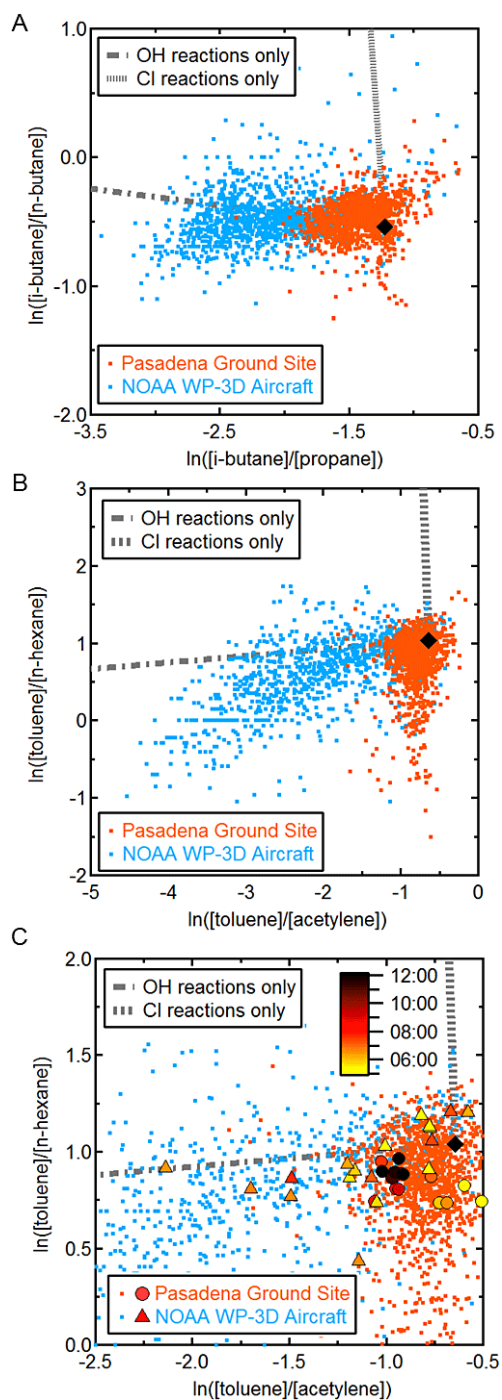 A
1.0
0.0
-1.0
-2.0
ln([i-butane]/[n-butane])
OH reactions only
Cl reactions only
Pasadena Ground Site
NOAA WP-3D Aircraft
-3.5 -2.5 -1.5 -0.5
ln([i-butane]/[propane])
B
3
2
1
0
-1
-2
ln([toluene]/[n-hexane])
OH reactions only
Cl reactions only
Pasadena Ground Site
NOAA WP-3D Aircraft
-5 -4 -3 -2 -1 0
ln([toluene]/[acetylene])
C
2.0
1.5
1.0
0.5
0.0
ln([toluene]/[n-hexane])
OH reactions only
Cl reactions only
12:00
10:00
08:00
06:00
Pasadena Ground Site
NOAA WP-3D Aircraft
-2.5 -2.0 -1.5 -1.0 -0.5
ln([toluene]/[acetylene])